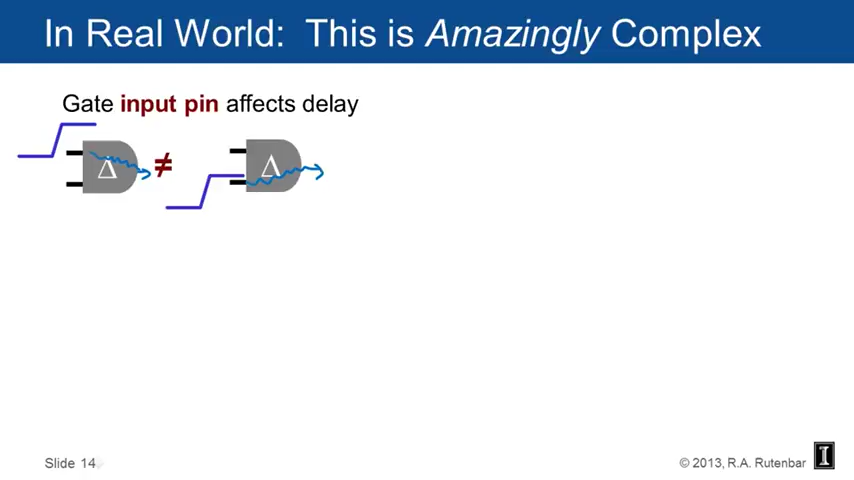 In Real World: This is Amazingly Complex
Gate input pin affects delay
Δ ≠ Δ
Slide 14
© 2013, R.A. Rutenbar I